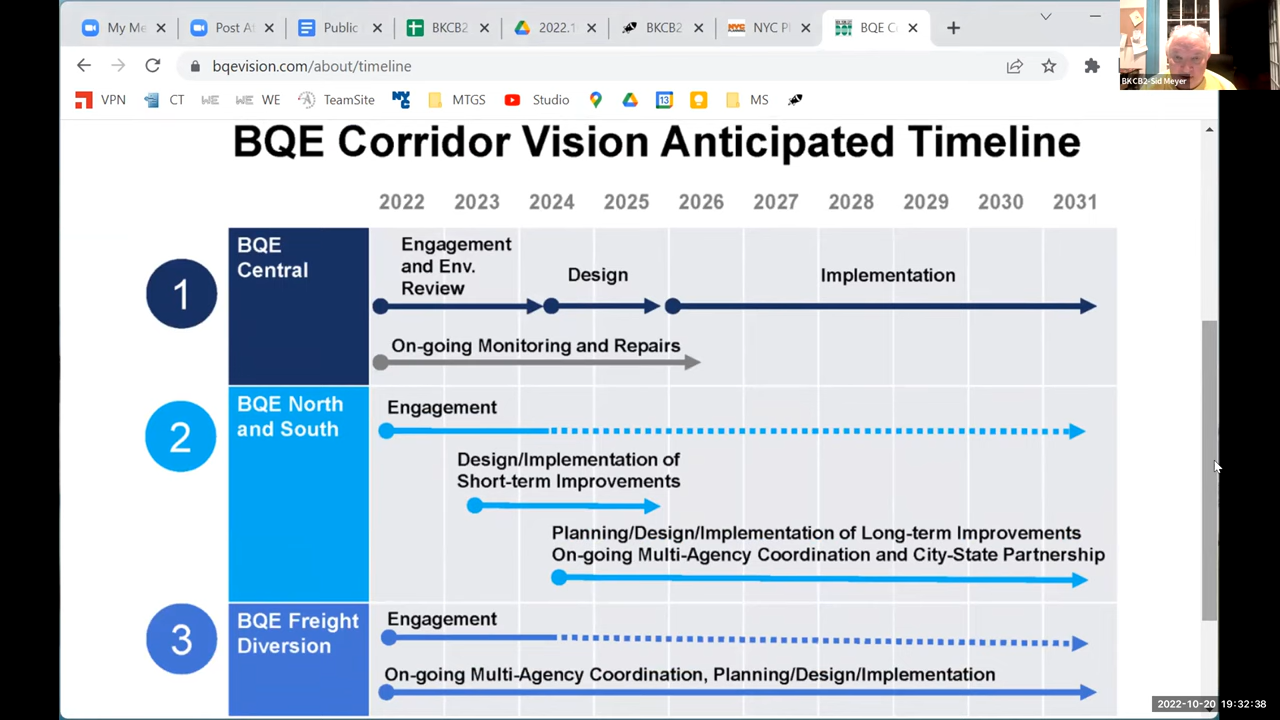 My Me
Post A
Public
BKCB
2022.1
BKCB2
NYC Pl
BQE C
bqevision.com/about/timeline
VPN
CT
WE
WE
TeamSite
NYC
MTGS
Studio
13
MS
BKCB2-Sid Meyer
BQE Corridor Vision Anticipated Timeline
2022 2023 2024 2025 2026 2027 2028 2029 2030 2031
1
BQE
Central
Engagement
and Env.
Review
Design
Implementation
On-going Monitoring and Repairs
2
BQE North
and South
Engagement
Design/Implementation of
Short-term Improvements
Planning/Design/Implementation of Long-term Improvements
On-going Multi-Agency Coordination and City-State Partnership
3
BQE Freight
Diversion
Engagement
On-going Multi-Agency Coordination, Planning/Design/Implementation
2022-10-20 19:32:38